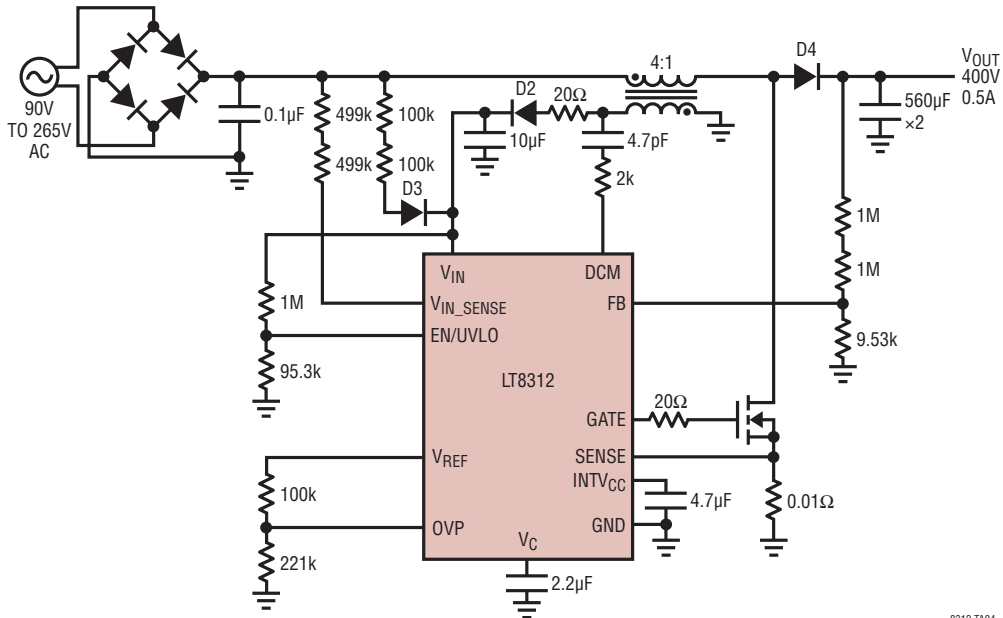 90V
TO 265V
AC
0.1µF
499k
499k
100k
100k
D3
10µF
D2
20Ω
4:1
4.7pF
2k
D4
VOUT
400V
0.5A
560µF
×2
1M
1M
9.53k
1M
95.3k
VIN
DCM
VIN_SENSE
FB
EN/UVLO
LT8312
GATE
20Ω
VREF
SENSE
INTVCC
4.7µF
0.01Ω
100k
OVP
GND
221k
VC
2.2µF
8312 TA04